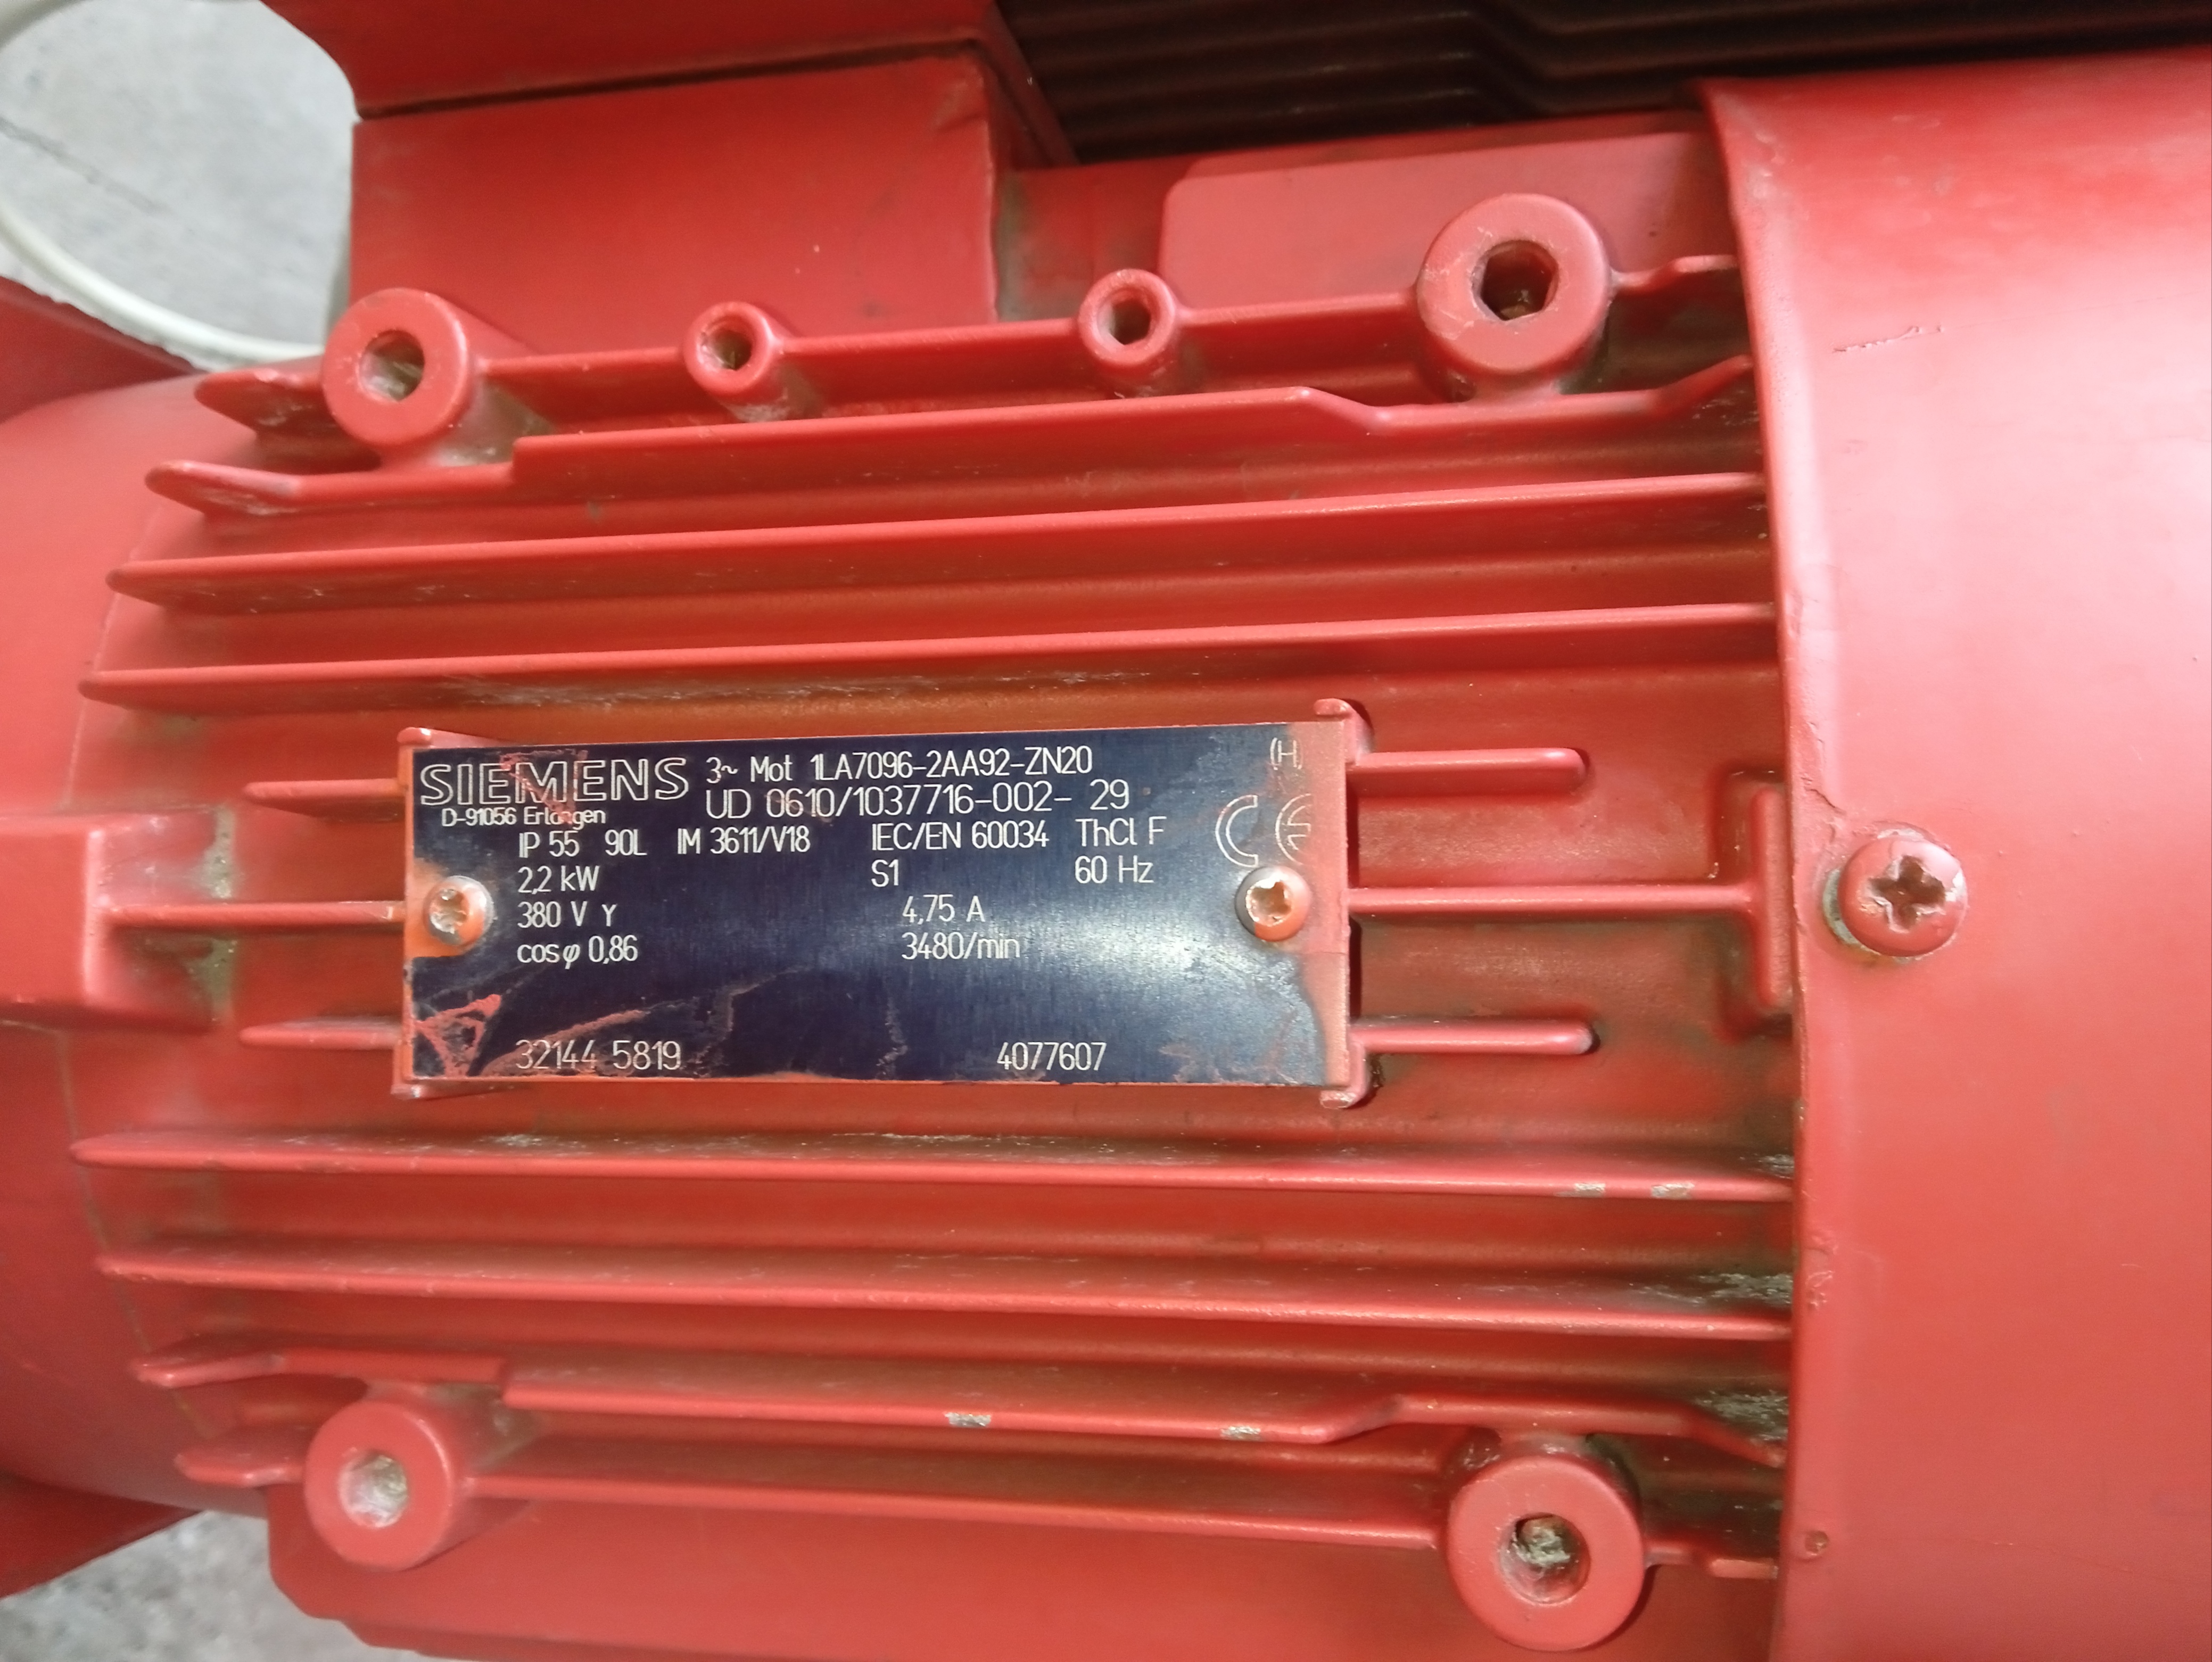 SIEMENS 3~ Mot 1LA7096-2AA92-ZN20 (H)
D-91056 Erlangen UD 0610/1037716-002- 29
IP 55 90L IM 3611/V18 IEC/EN 60034 ThCl F CE
2,2 kW S1 60 Hz
380 V Y 4,75 A
cosφ 0,86 3480/min
32144 5819 4077607